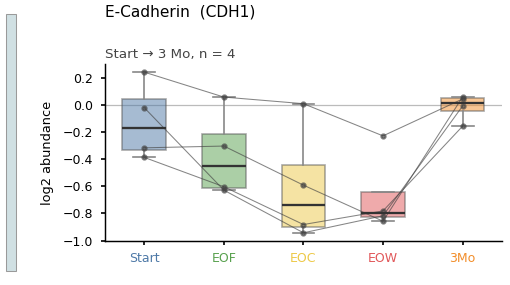 E-Cadherin (CDH1)
Start → 3 Mo, n = 4
0.2
0.0
−0.2
−0.4
−0.6
−0.8
−1.0
log2 abundance
Start EOF EOC EOW 3Mo